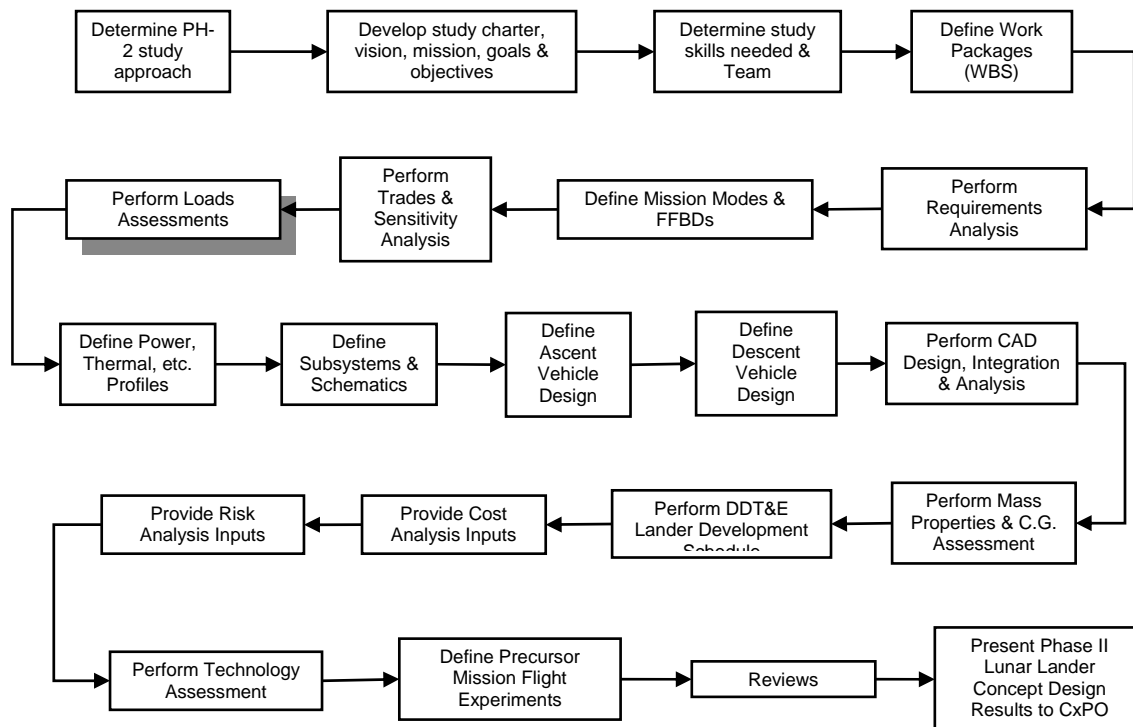 Determine PH-
2 study
approach
Develop study charter,
vision, mission, goals &
objectives
Determine study
skills needed &
Team
Define Work
Packages
(WBS)
Perform Loads
Assessments
Perform
Trades &
Sensitivity
Analysis
Define Mission Modes &
FFBDs
Perform
Requirements
Analysis
Define Power,
Thermal, etc.
Profiles
Define
Subsystems &
Schematics
Define
Ascent
Vehicle
Design
Define
Descent
Vehicle
Design
Perform CAD
Design, Integration
& Analysis
Provide Risk
Analysis Inputs
Provide Cost
Analysis Inputs
Perform DDT&E
Lander Development
Schedule
Perform Mass
Properties & C.G.
Assessment
Perform Technology
Assessment
Define Precursor
Mission Flight
Experiments
Reviews
Present Phase II
Lunar Lander
Concept Design
Results to CxPO